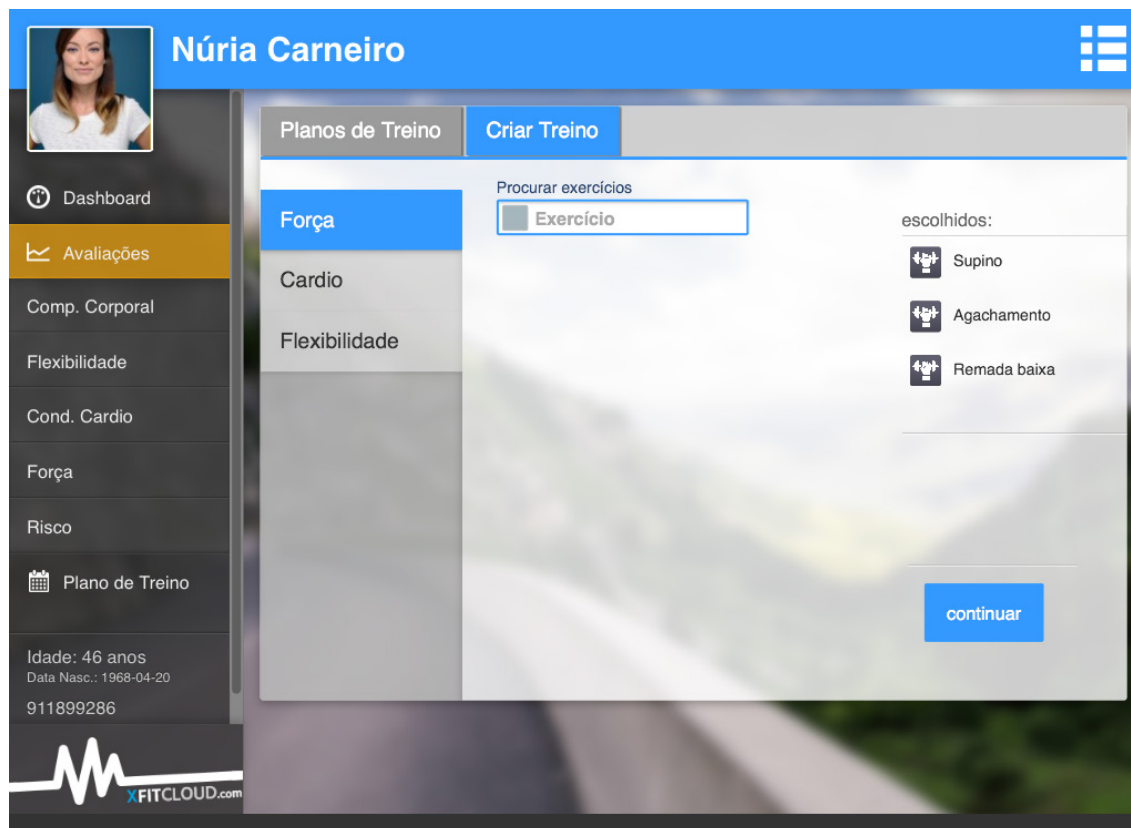 Núria Carneiro
Planos de Treino
Criar Treino
Dashboard
Avaliações
Comp. Corporal
Flexibilidade
Cond. Cardio
Força
Risco
Plano de Treino
Idade: 46 anos
Data Nasc.: 1968-04-20
911899286
XFITCLOUD.com
Força
Cardio
Flexibilidade
Procurar exercícios
Exercício
escolhidos:
Supino
Agachamento
Remada baixa
continuar